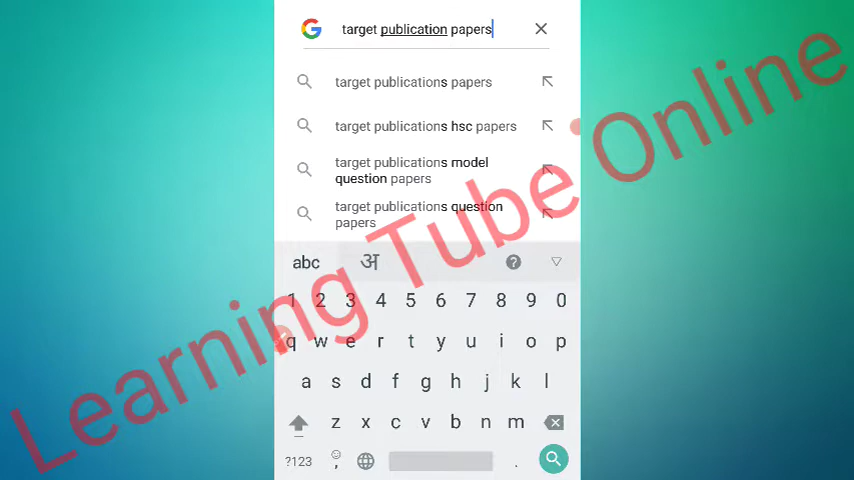 target publication papers
target publications papers
target publications hsc papers
target publications model
question papers
target publications question
papers
abc अ ?
1 2 3 4 5 6 7 8 9 0
q w e r t y u i o p
a s d f g h j k l
z x c v b n m
?123 , .
Learning Tube Online